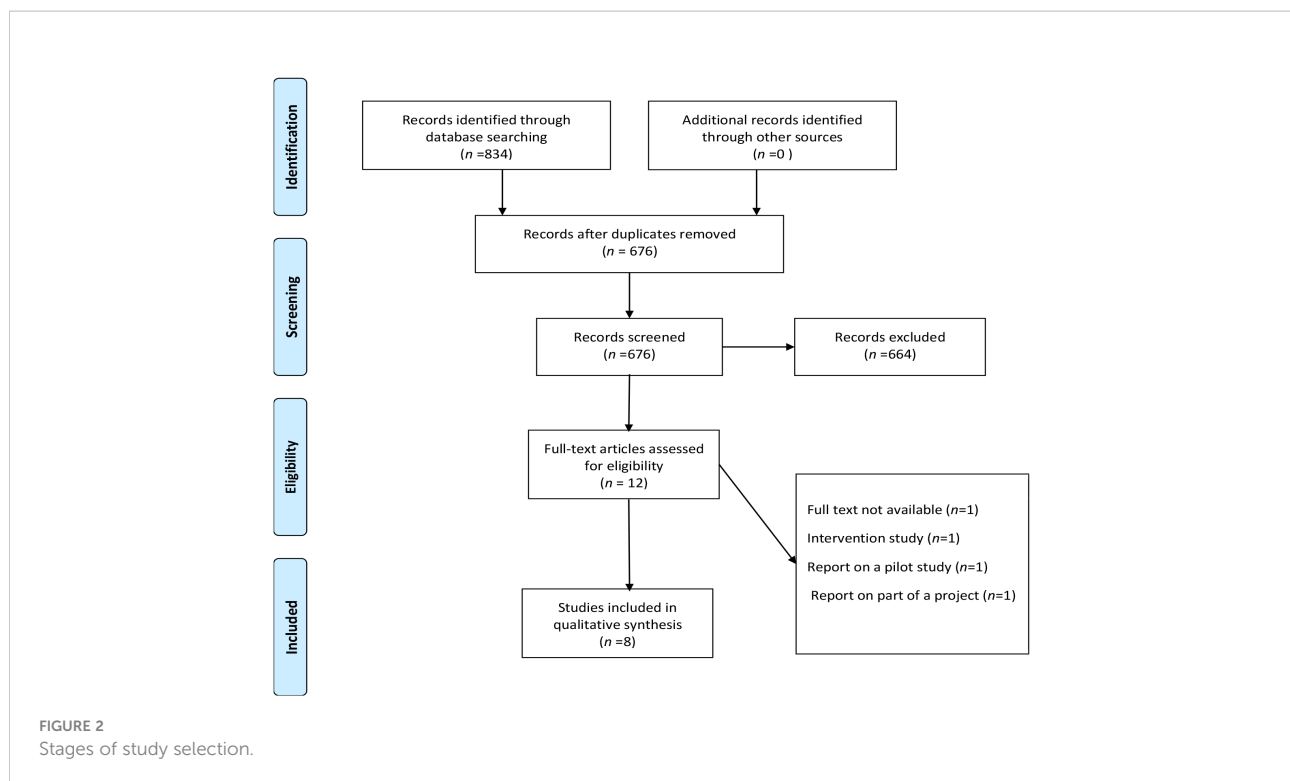 Identification
Records identified through
database searching
(n =834)
Additional records identified
through other sources
(n =0 )
Records after duplicates removed
(n = 676)
Screening
Records screened
(n =676)
Records excluded
(n =664)
Eligibility
Full-text articles assessed
for eligibility
(n = 12)
Full text not available (n=1)
Intervention study (n=1)
Report on a pilot study (n=1)
Report on part of a project (n=1)
Included
Studies included in
qualitative synthesis
(n =8)
FIGURE 2
Stages of study selection.